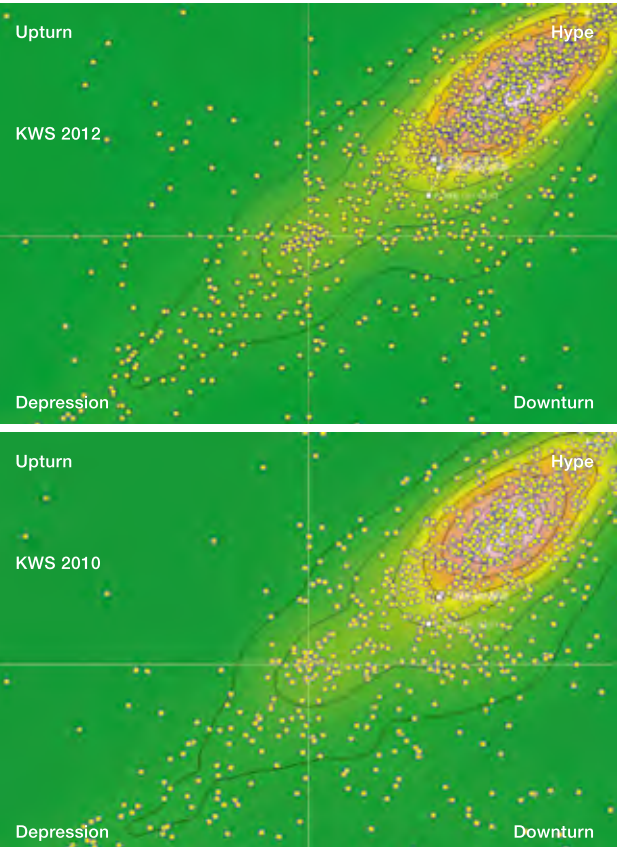 Upturn
Hype
KWS 2012
Depression
Downturn
Upturn
Hype
KWS 2010
Depression
Downturn